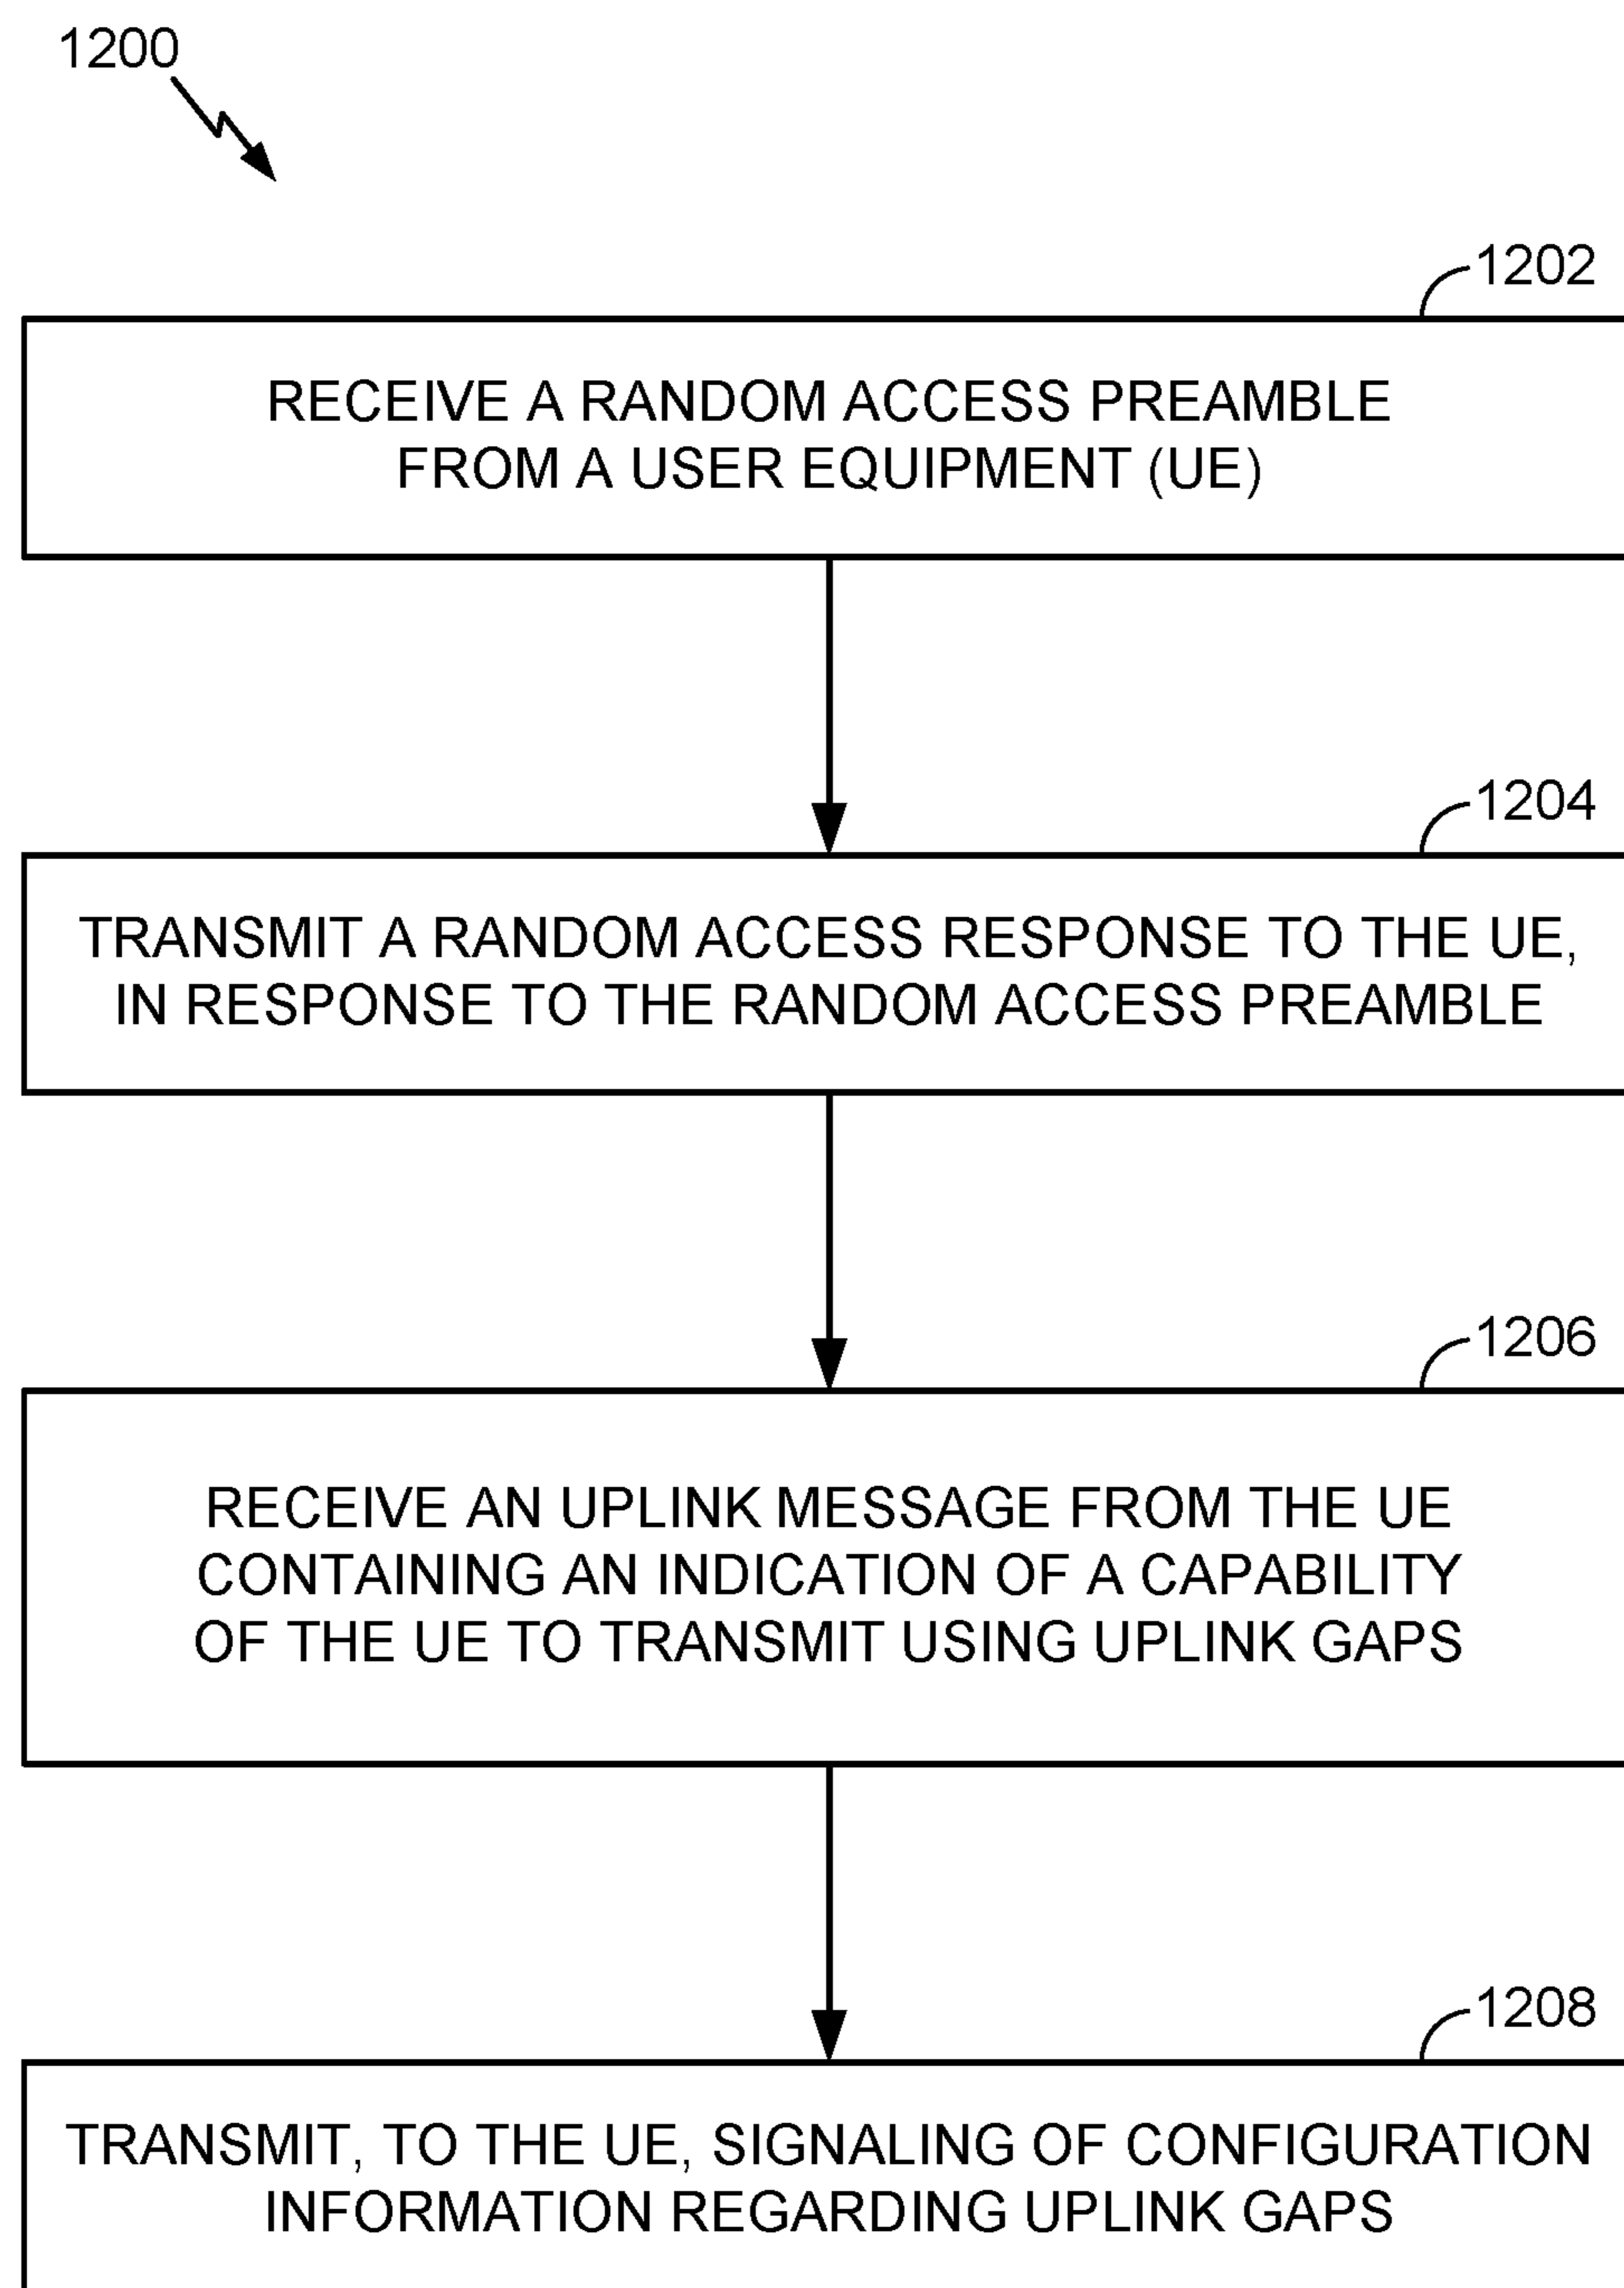 1200
1202
RECEIVE A RANDOM ACCESS PREAMBLE
FROM A USER EQUIPMENT (UE)
1204
TRANSMIT A RANDOM ACCESS RESPONSE TO THE UE,
IN RESPONSE TO THE RANDOM ACCESS PREAMBLE
1206
RECEIVE AN UPLINK MESSAGE FROM THE UE
CONTAINING AN INDICATION OF A CAPABILITY
OF THE UE TO TRANSMIT USING UPLINK GAPS
1208
TRANSMIT, TO THE UE, SIGNALING OF CONFIGURATION
INFORMATION REGARDING UPLINK GAPS